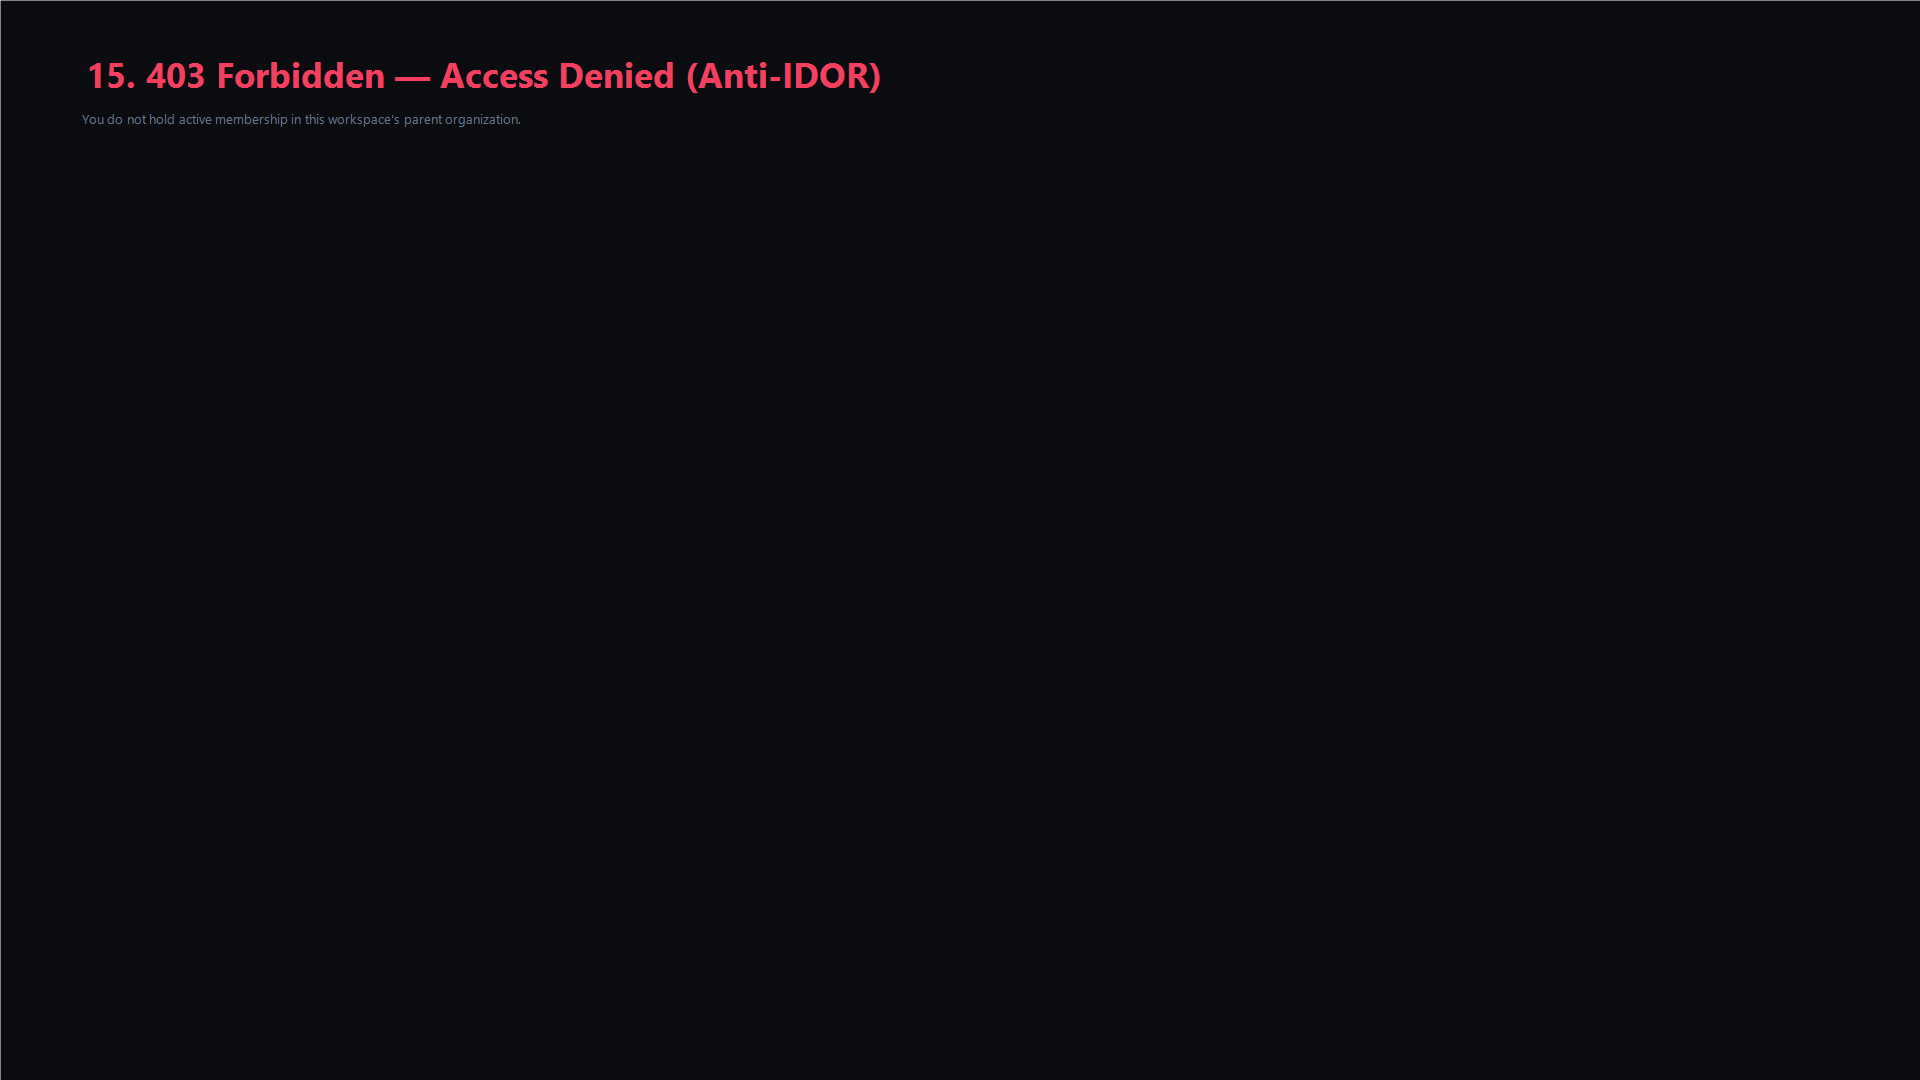 15. 403 Forbidden — Access Denied (Anti-IDOR)
You do not hold active membership in this workspace's parent organization.